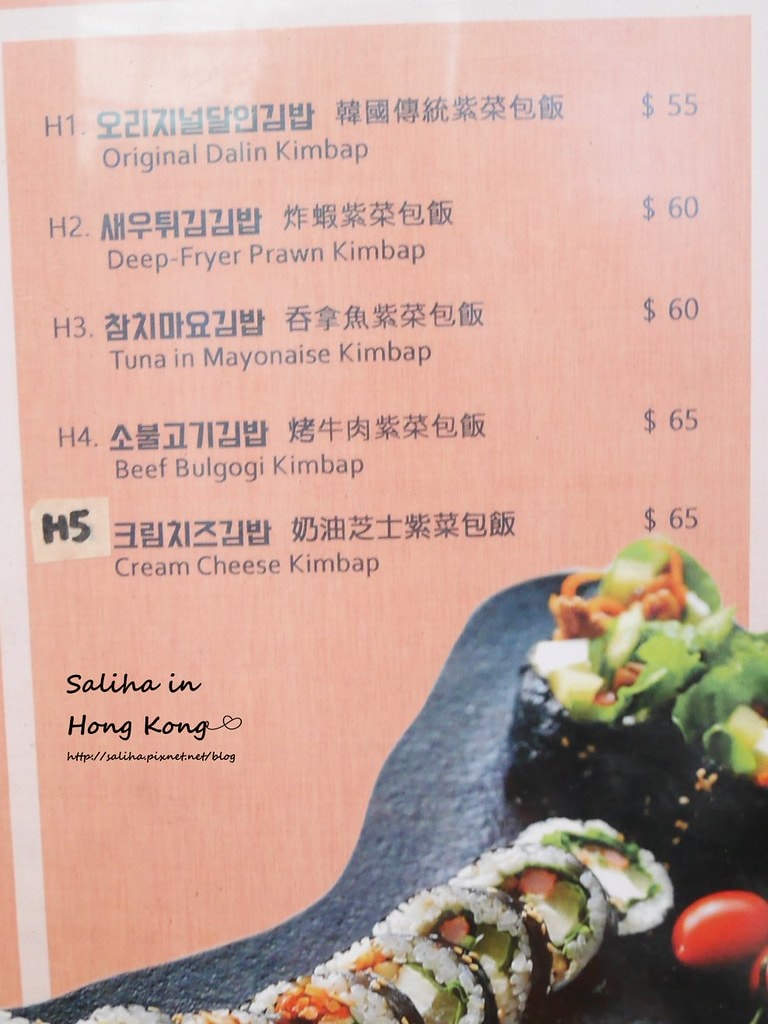 H1. 오리지널달인김밥 韓國傳統紫菜包飯 $ 55
Original Dalin Kimbap
H2. 새우튀김김밥 炸蝦紫菜包飯 $ 60
Deep-Fryer Prawn Kimbap
H3. 참치마요김밥 吞拿魚紫菜包飯 $ 60
Tuna in Mayonaise Kimbap
H4. 소불고기김밥 烤牛肉紫菜包飯 $ 65
Beef Bulgogi Kimbap
H5 크림치즈김밥 奶油芝士紫菜包飯 $ 65
Cream Cheese Kimbap
Saliha in
Hong Kong
http://saliha.pixnet.net/blog